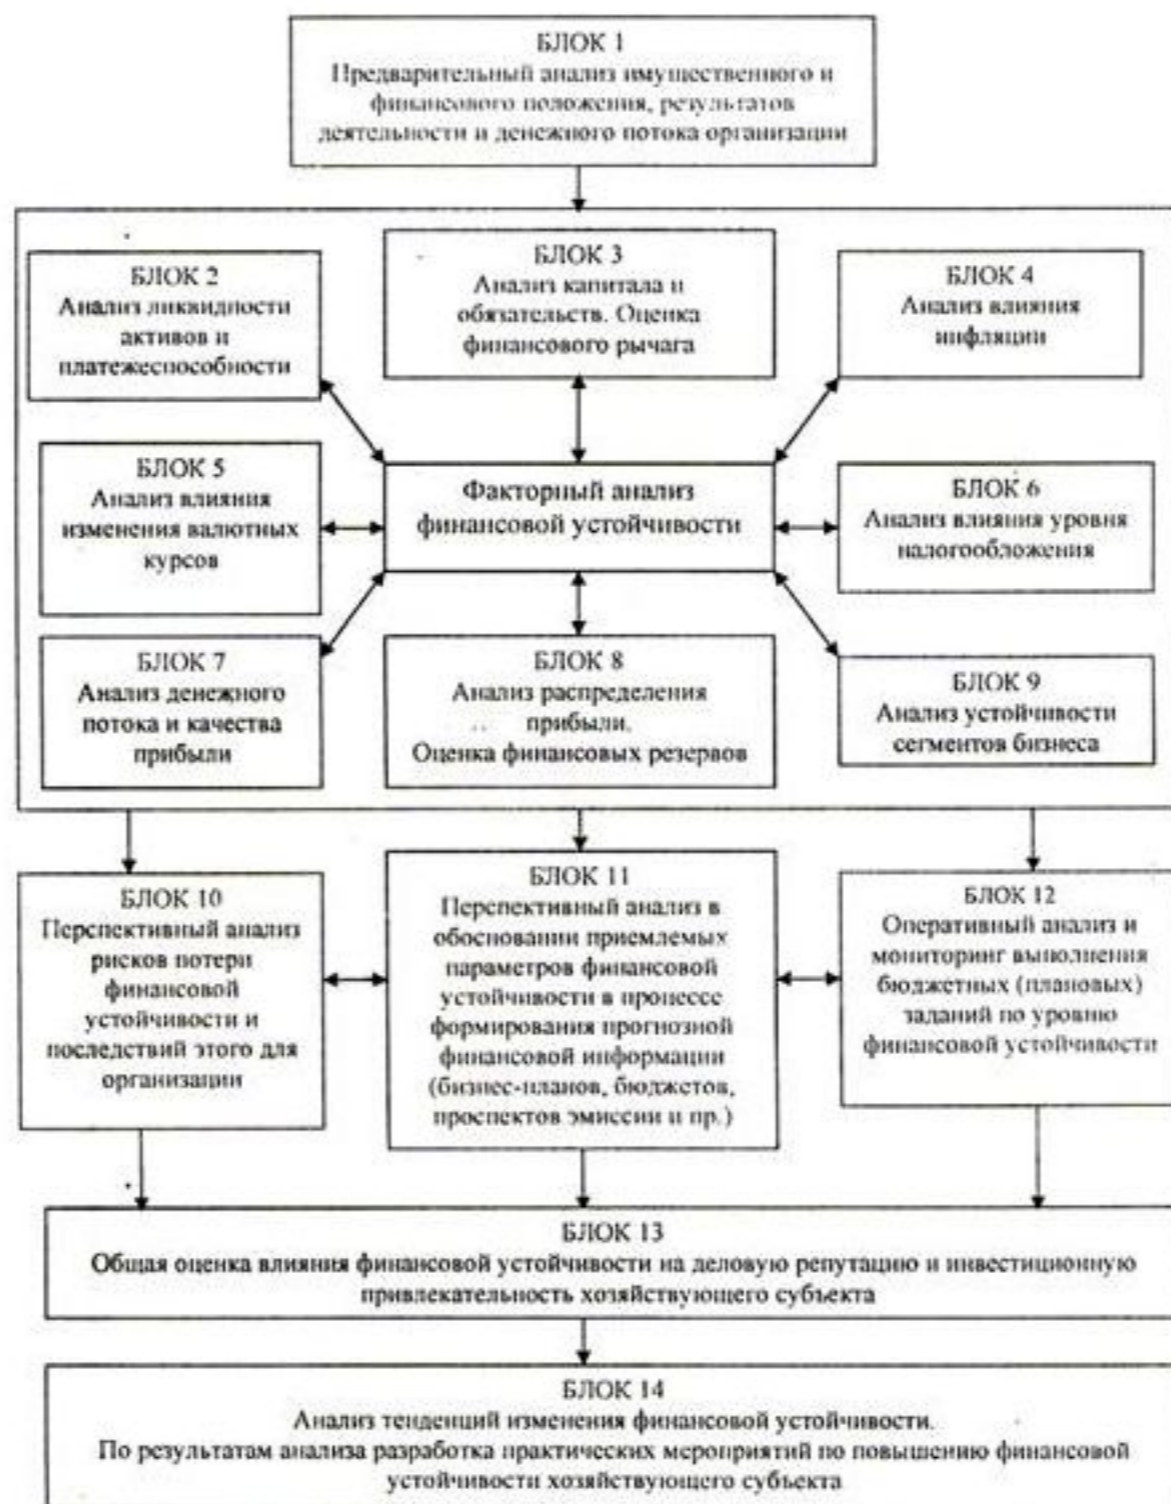 БЛОК 1
Предварительный анализ имущественного и
финансового положения, результатов
деятельности и денежного потока организации
БЛОК 2
Анализ ликвидности
активов и
платежеспособности
БЛОК 3
Анализ капитала и
обязательств. Оценка
финансового рычага
БЛОК 4
Анализ влияния
инфляции
БЛОК 5
Анализ влияния
изменения валютных
курсов
Факторный анализ
финансовой устойчивости
БЛОК 6
Анализ влияния уровня
налогообложения
БЛОК 7
Анализ денежного
потока и качества
прибыли
БЛОК 8
Анализ распределения
прибыли.
Оценка финансовых резервов
БЛОК 9
Анализ устойчивости
сегментов бизнеса
БЛОК 10
Перспективный анализ
рисков потери
финансовой
устойчивости и
последствий этого для
организации
БЛОК 11
Перспективный анализ в
обосновании приемлемых
параметров финансовой
устойчивости в процессе
формирования прогнозной
финансовой информации
(бизнес-планов, бюджетов,
проспектов эмиссии и пр.)
БЛОК 12
Оперативный анализ и
мониторинг выполнения
бюджетных (плановых)
заданий по уровню
финансовой устойчивости
БЛОК 13
Общая оценка влияния финансовой устойчивости на деловую репутацию и инвестиционную
привлекательность хозяйствующего субъекта
БЛОК 14
Анализ тенденций изменения финансовой устойчивости.
По результатам анализа разработка практических мероприятий по повышению финансовой
устойчивости хозяйствующего субъекта